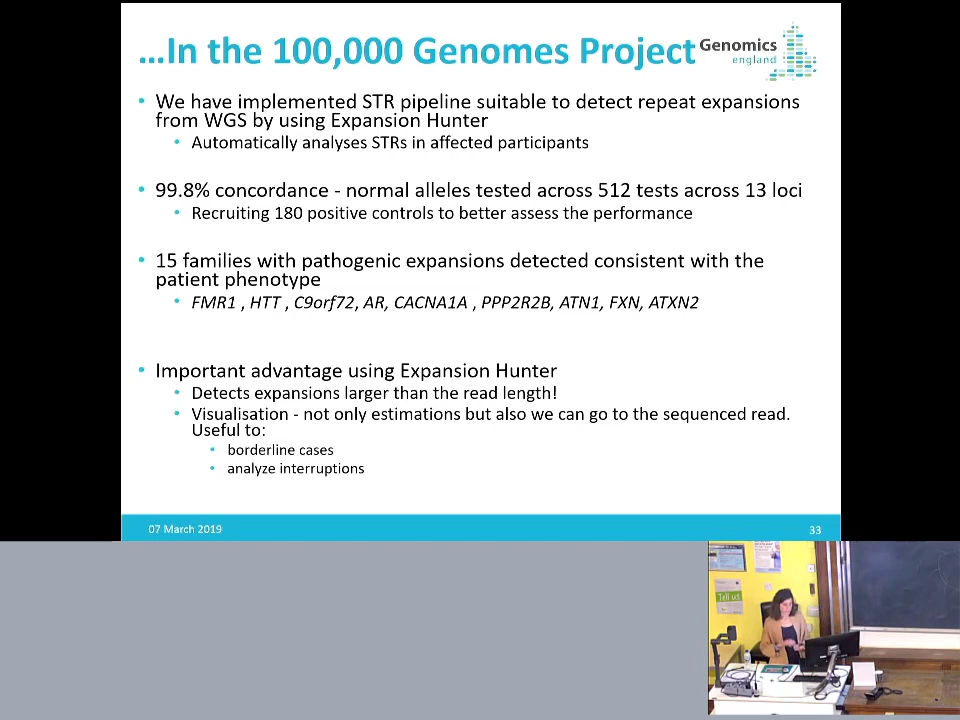 ...In the 100,000 Genomes Project
Genomics
england
• We have implemented STR pipeline suitable to detect repeat expansions
from WGS by using Expansion Hunter
• Automatically analyses STRs in affected participants
• 99.8% concordance - normal alleles tested across 512 tests across 13 loci
• Recruiting 180 positive controls to better assess the performance
• 15 families with pathogenic expansions detected consistent with the
patient phenotype
• FMR1 , HTT , C9orf72, AR, CACNA1A , PPP2R2B, ATN1, FXN, ATXN2
• Important advantage using Expansion Hunter
• Detects expansions larger than the read length!
• Visualisation - not only estimations but also we can go to the sequenced read.
Useful to:
• borderline cases
• analyze interruptions
07 March 2019
33
Tell us